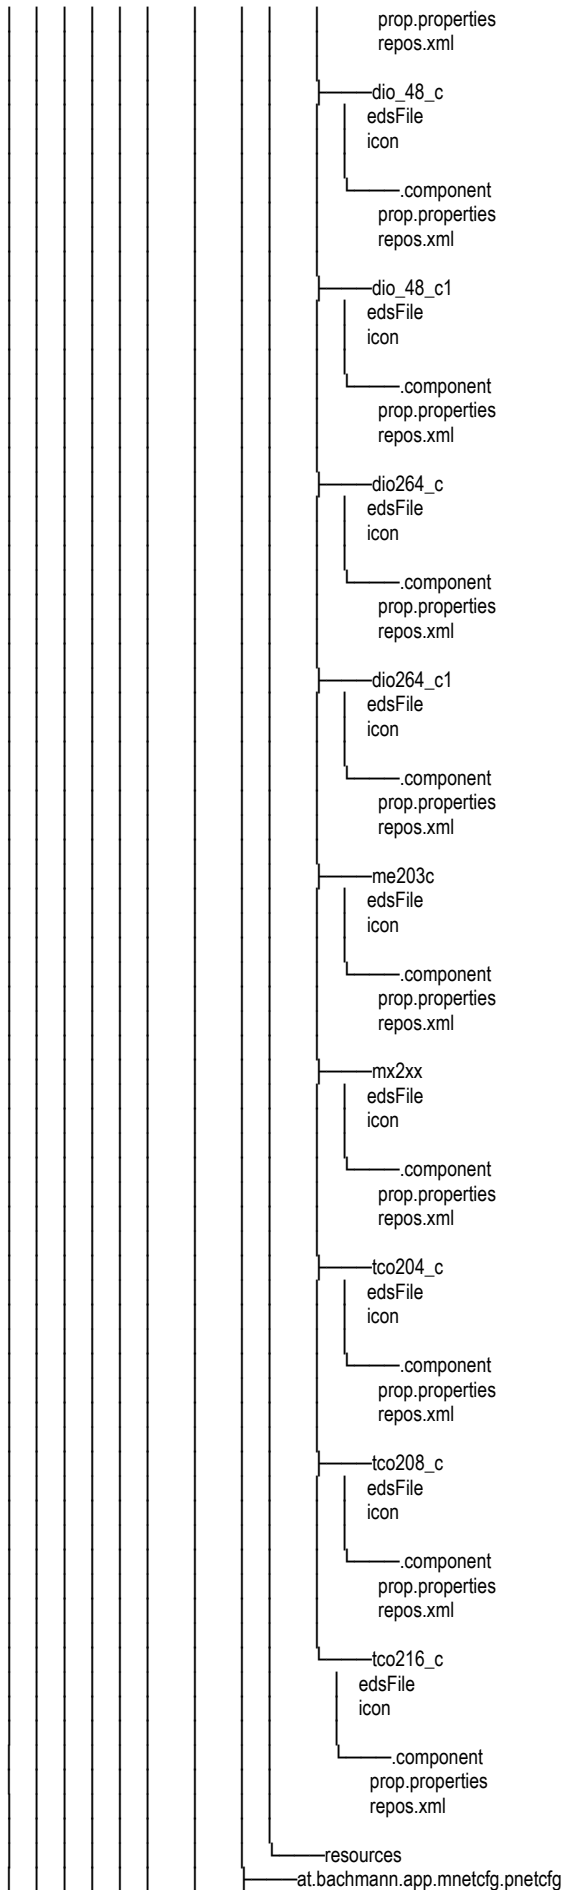 prop.properties
repos.xml
dio_48_c
edsFile
icon
.component
prop.properties
repos.xml
dio_48_c1
edsFile
icon
.component
prop.properties
repos.xml
dio264_c
edsFile
icon
.component
prop.properties
repos.xml
dio264_c1
edsFile
icon
.component
prop.properties
repos.xml
me203c
edsFile
icon
.component
prop.properties
repos.xml
mx2xx
edsFile
icon
.component
prop.properties
repos.xml
tco204_c
edsFile
icon
.component
prop.properties
repos.xml
tco208_c
edsFile
icon
.component
prop.properties
repos.xml
tco216_c
edsFile
icon
.component
prop.properties
repos.xml
resources
at.bachmann.app.mnetcfg.pnetcfg